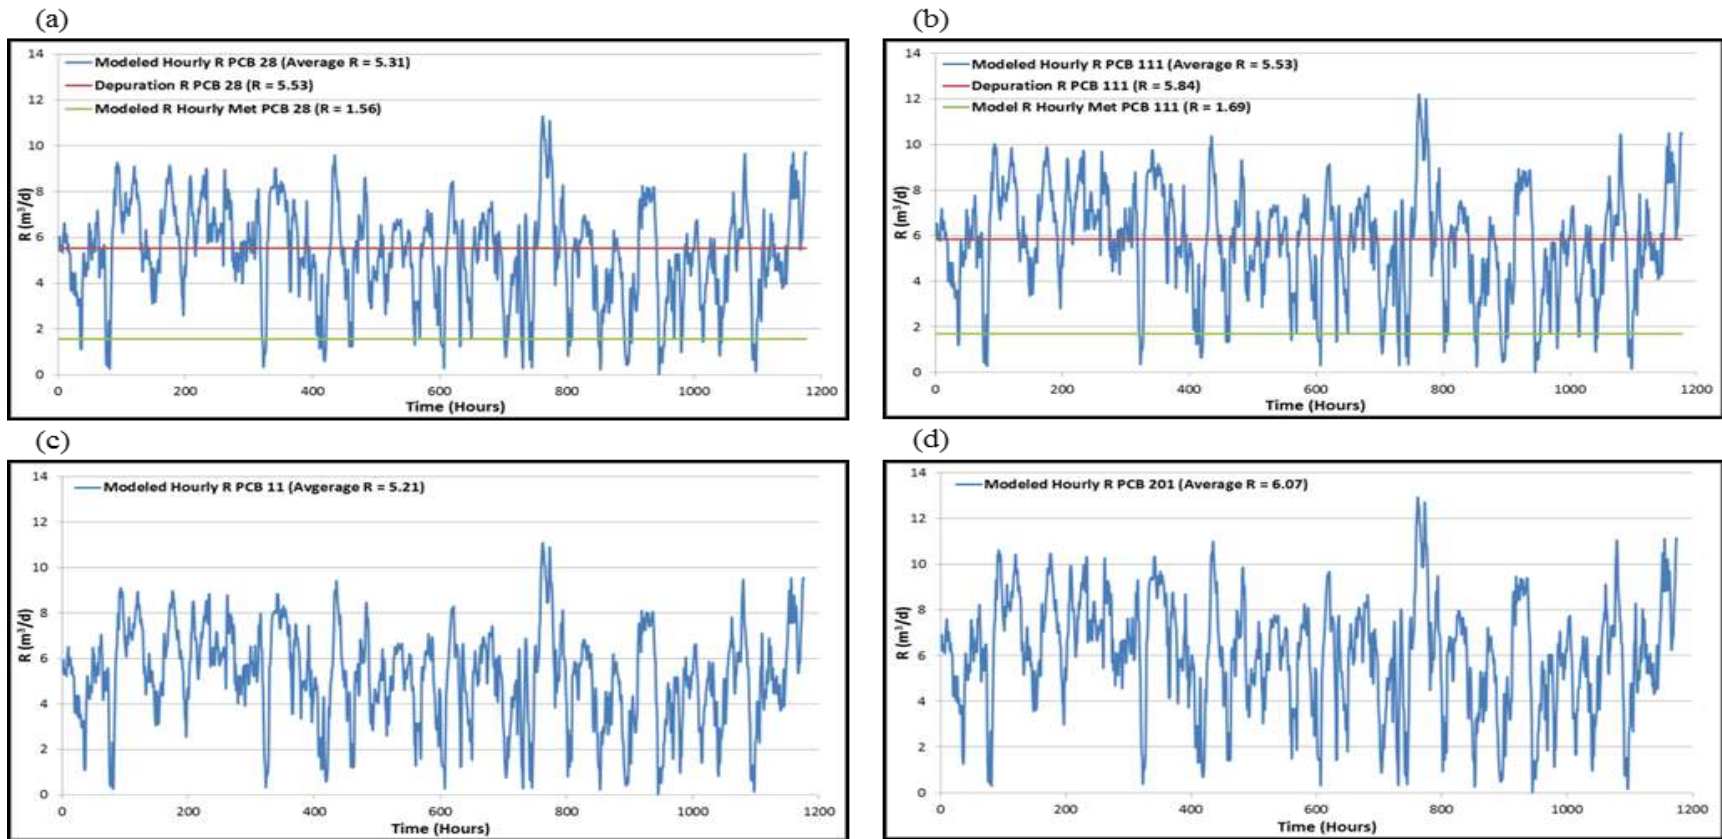 (a)
Modeled Hourly R PCB 28 (Average R = 5.31)
Depuration R PCB 28 (R = 5.53)
Modeled R Hourly Met PCB 28 (R = 1.56)
14
12
10
8
6
4
2
0
R (m³/d)
0 200 400 600 800 1000 1200
Time (Hours)
(b)
Modeled Hourly R PCB 111 (Average R = 5.53)
Depuration R PCB 111 (R = 5.84)
Model R Hourly Met PCB 111 (R = 1.69)
14
12
10
8
6
4
2
0
R (m³/d)
0 200 400 600 800 1000 1200
Time (Hours)
(c)
Modeled Hourly R PCB 11 (Avgerage R = 5.21)
14
12
10
8
6
4
2
0
R (m³/d)
0 200 400 600 800 1000 1200
Time (Hours)
(d)
Modeled Hourly R PCB 201 (Average R = 6.07)
14
12
10
8
6
4
2
0
R (m³/d)
0 200 400 600 800 1000 1200
Time (Hours)